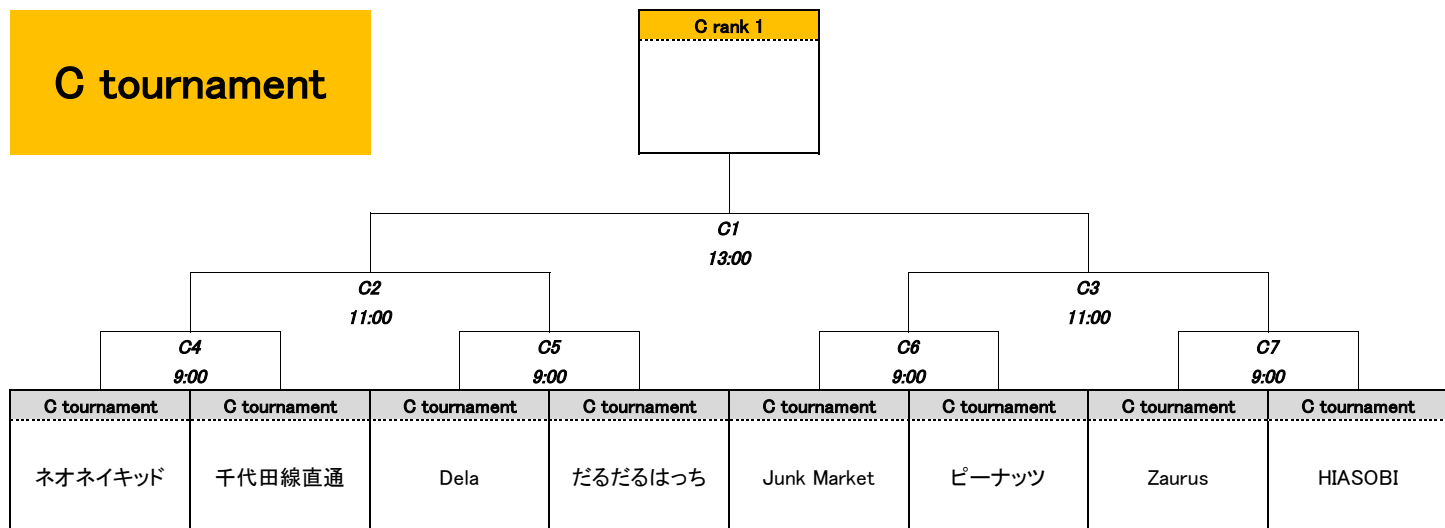 C tournament
C rank 1
C1
13:00
C2
11:00
C3
11:00
C4
9:00
C5
9:00
C6
9:00
C7
9:00
C tournament
C tournament
C tournament
C tournament
C tournament
C tournament
C tournament
C tournament
ネオネイキッド
千代田線直通
Dela
だるだるはっち
Junk Market
ピーナッツ
Zaurus
HIASOBI